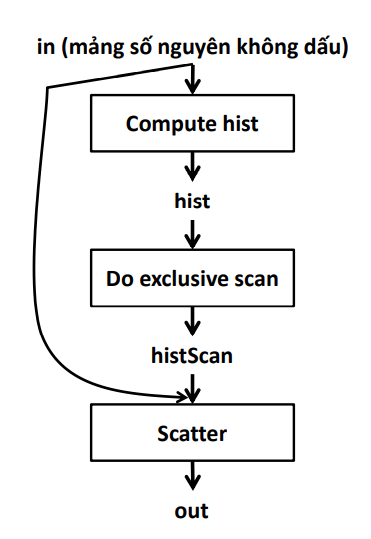 in (mảng số nguyên không dấu)
Compute hist
hist
Do exclusive scan
histScan
Scatter
out